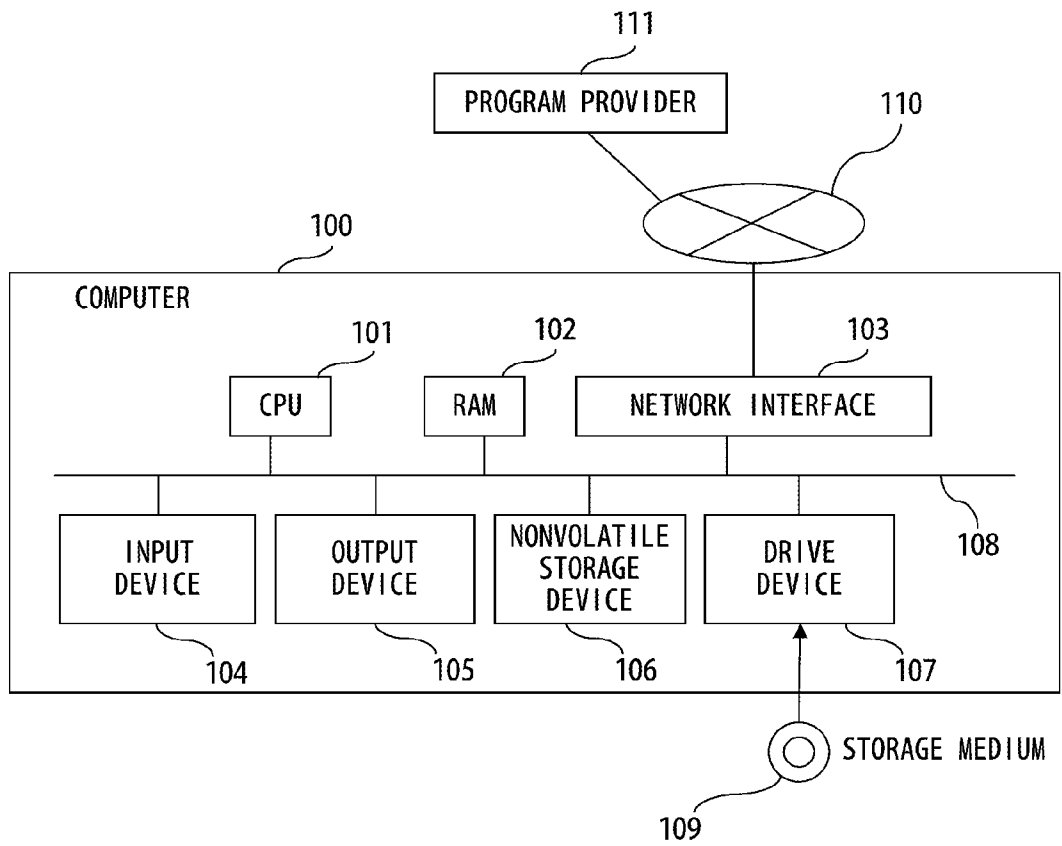 111
PROGRAM PROVIDER
110
100
COMPUTER
101
102
103
CPU
RAM
NETWORK INTERFACE
108
INPUT
DEVICE
OUTPUT
DEVICE
NONVOLATILE
STORAGE
DEVICE
DRIVE
DEVICE
104
105
106
107
STORAGE MEDIUM
109